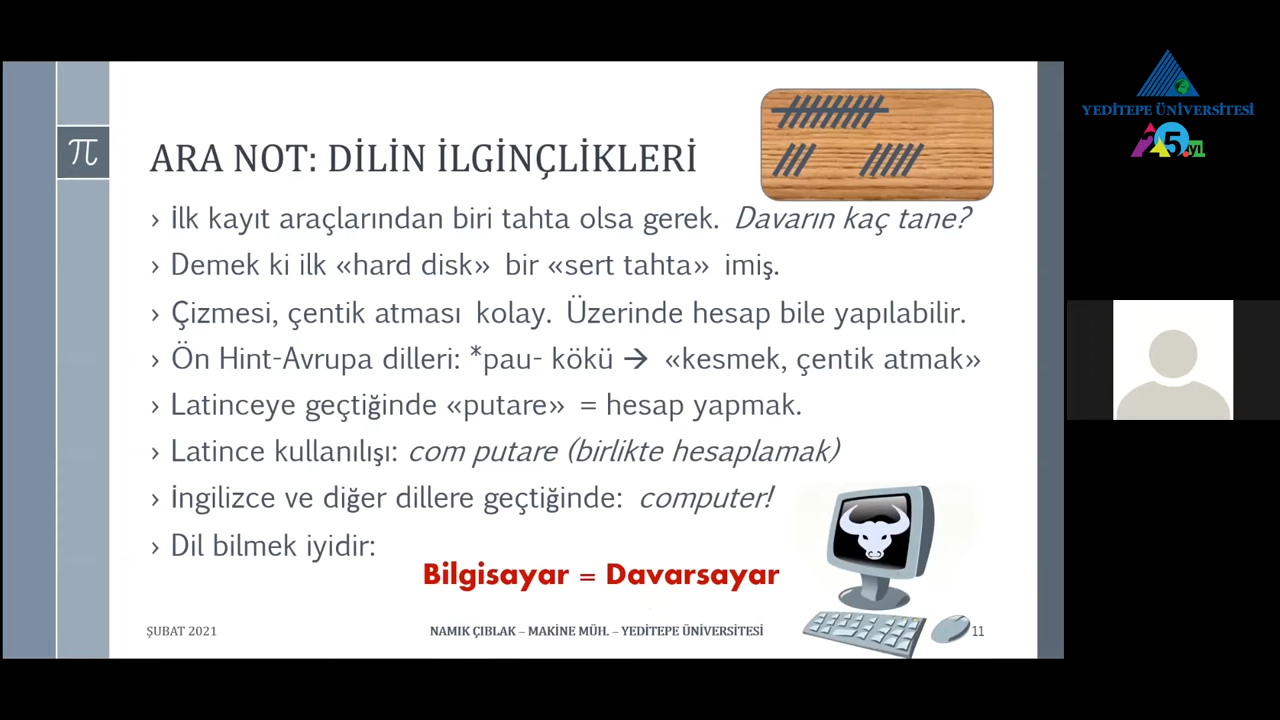 π
ARA NOT: DİLİN İLGİNÇLİKLERİ
› İlk kayıt araçlarından biri tahta olsa gerek. Davarın kaç tane?
› Demek ki ilk «hard disk» bir «sert tahta» imiş.
› Çizmesi, çentik atması kolay. Üzerinde hesap bile yapılabilir.
› Ön Hint-Avrupa dilleri: *pau- kökü → «kesmek, çentik atmak»
› Latinceye geçtiğinde «putare» = hesap yapmak.
› Latince kullanılışı: com putare (birlikte hesaplamak)
› İngilizce ve diğer dillere geçtiğinde: computer!
› Dil bilmek iyidir:
Bilgisayar = Davarsayar
ŞUBAT 2021
NAMIK ÇIBLAK – MAKİNE MÜH. – YEDİTEPE ÜNİVERSİTESİ
11
YEDİTEPE ÜNİVERSİTESİ
25.yıl